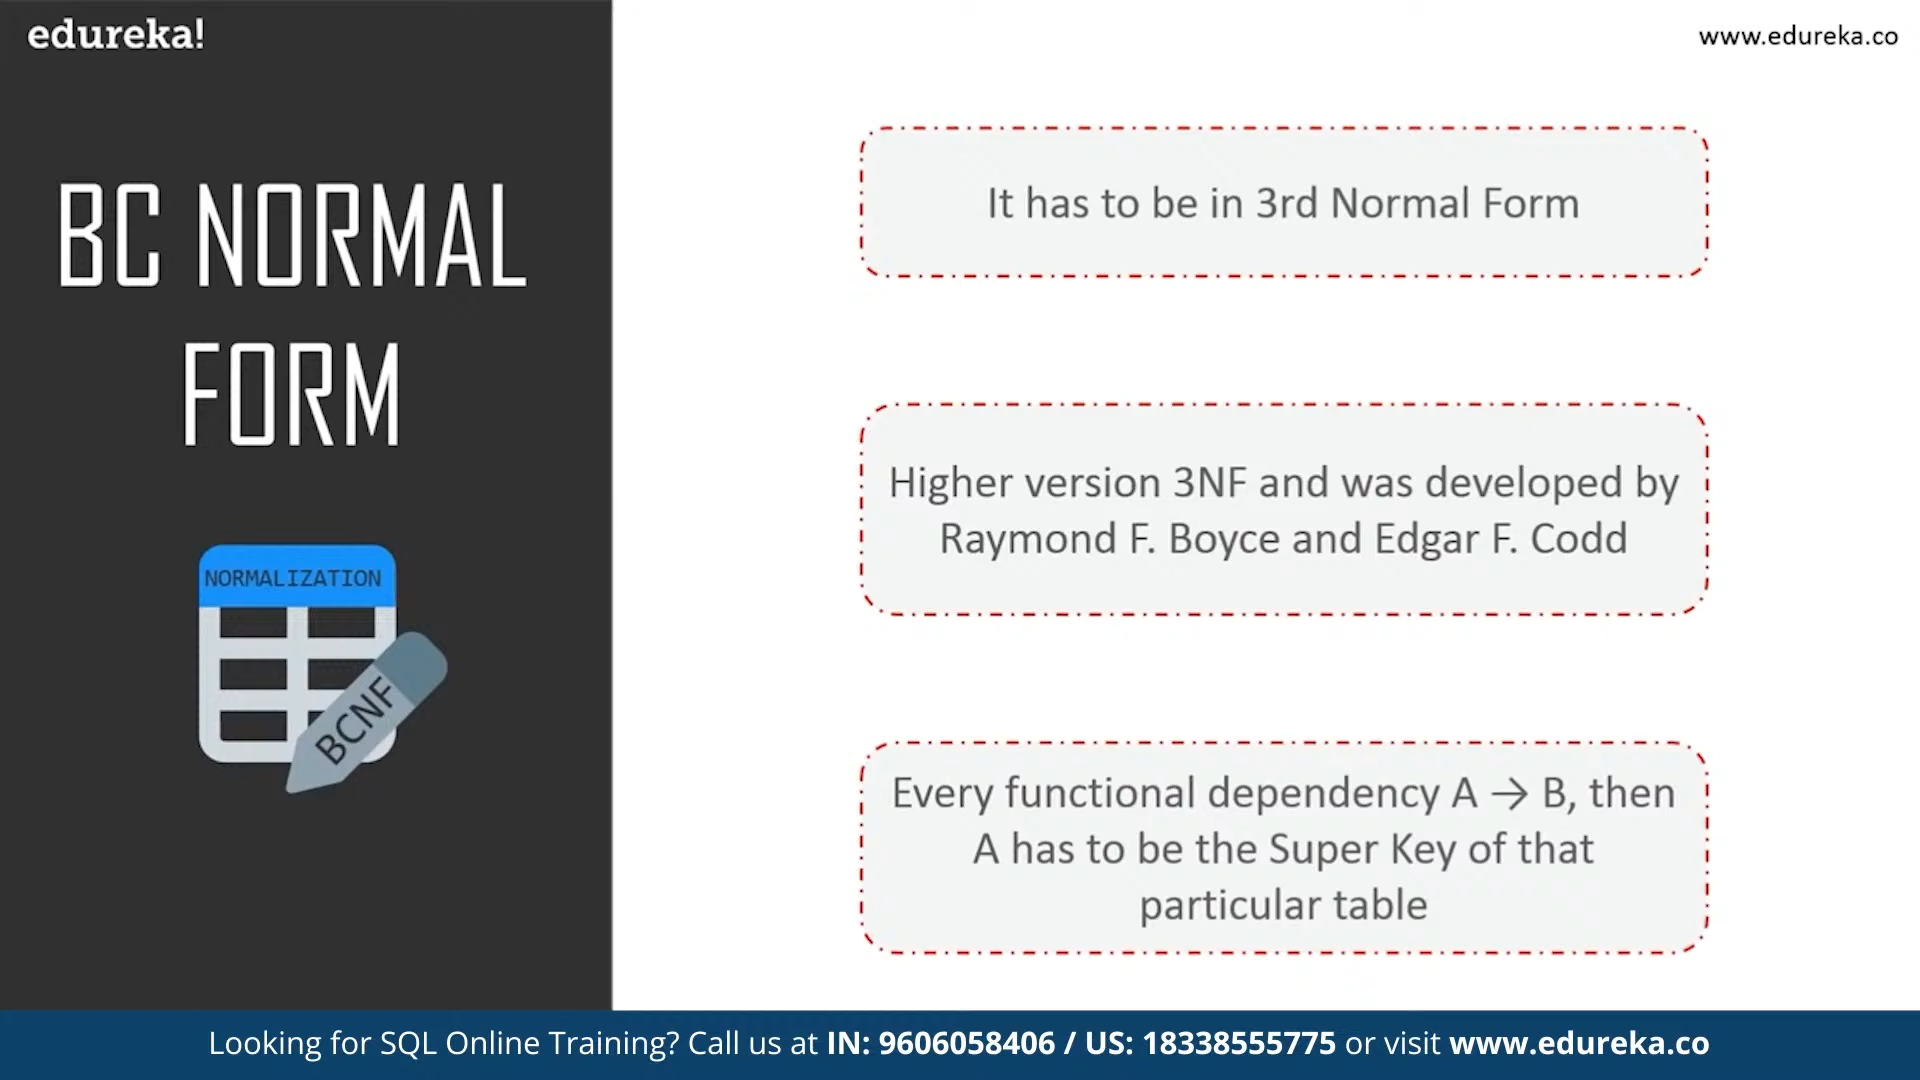 edureka!
www.edureka.co
BC NORMAL
FORM
NORMALIZATION
BCNF
It has to be in 3rd Normal Form
Higher version 3NF and was developed by
Raymond F. Boyce and Edgar F. Codd
Every functional dependency A → B, then
A has to be the Super Key of that
particular table
Looking for SQL Online Training? Call us at IN: 9606058406 / US: 18338555775 or visit www.edureka.co